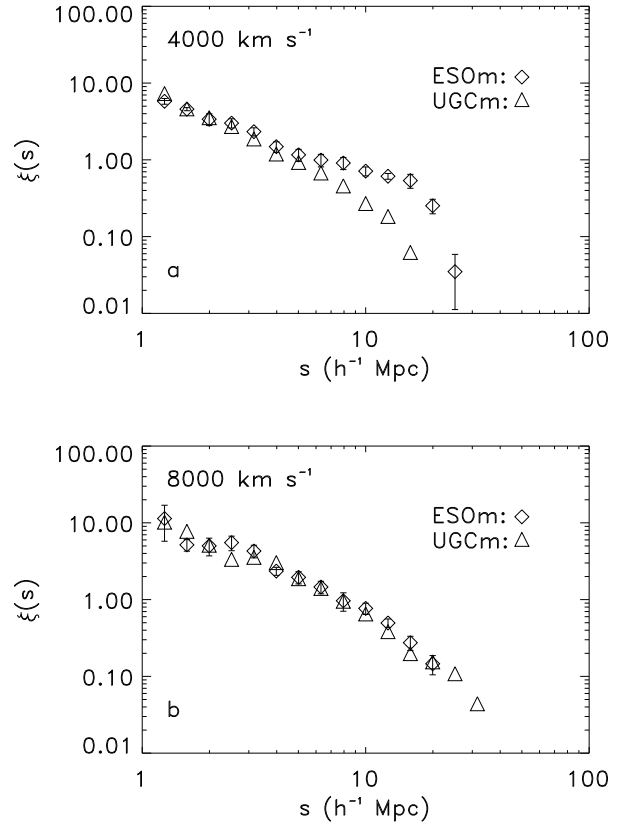 100.00
4000 km s⁻¹
ESOm:
10.00
UGCm:
ξ(s)
1.00
0.10
a
0.01
1 10 100
s (h⁻¹ Mpc)
100.00
8000 km s⁻¹
ESOm:
10.00
UGCm:
ξ(s)
1.00
0.10
b
0.01
1 10 100
s (h⁻¹ Mpc)